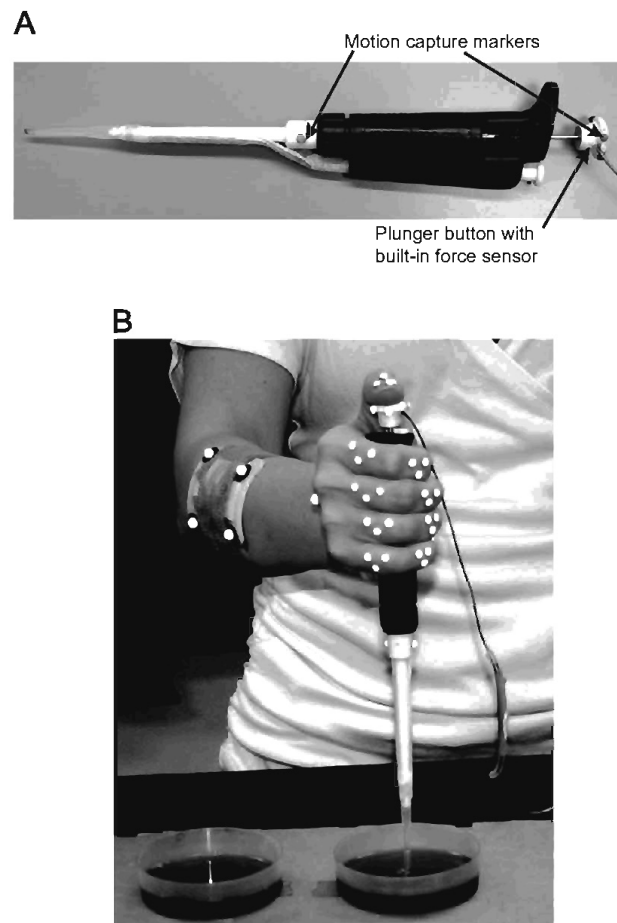 A
Motion capture markers
Plunger button with
built-in force sensor
B